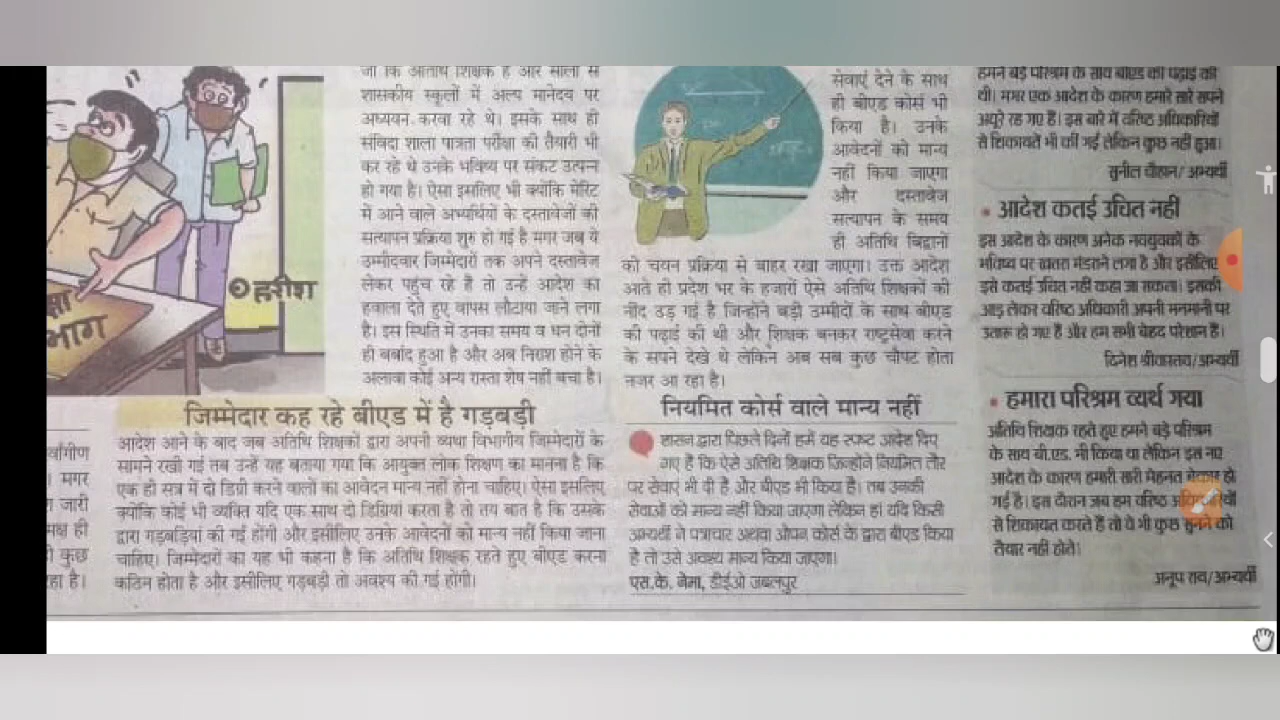 हरीश
भाग
जो कि अतिथि शिक्षक हैं और सालों से
शासकीय स्कूलों में अल्प मानदेय पर
अध्ययन करवा रहे थे। इसके साथ ही
संविदा शाला पात्रता परीक्षा की तैयारी भी
कर रहे थे उनके भविष्य पर संकट उत्पन्न
हो गया है। ऐसा इसलिए भी क्योंकि मेरिट
में आने वाले अभ्यर्थियों के दस्तावेजों की
सत्यापन प्रक्रिया शुरु हो गई है मगर जब ये
उम्मीदवार जिम्मेदारों तक अपने दस्तावेज
लेकर पहुंच रहे हैं तो उन्हें आदेश का
हवाला देते हुए वापस लौटाया जाने लगा
है। इस स्थिति में उनका समय व धन दोनों
ही बर्बाद हुआ है और अब निराश होने के
अलावा कोई अन्य रास्ता शेष नहीं बचा है।
सेवाएं देने के साथ
ही बीएड कोर्स भी
किया है। उनके
आवेदनों को मान्य
नहीं किया जाएगा
और दस्तावेज
सत्यापन के समय
ही अतिथि विद्वानों
को चयन प्रक्रिया से बाहर रखा जाएगा। उक्त आदेश
आते ही प्रदेश भर के हजारों ऐसे अतिथि शिक्षकों की
नींद उड़ गई है जिन्होंने बड़ी उम्मीदों के साथ बीएड
की पढ़ाई की थी और शिक्षक बनकर राष्ट्रसेवा करने
के सपने देखे थे लेकिन अब सब कुछ चौपट होता
नजर आ रहा है।
हमने बड़े परिश्रम के साथ बीएड की पढ़ाई की
थी। मगर एक आदेश के कारण हमारे सारे सपने
अधूरे रह गए हैं। इस बारे में वरिष्ठ अधिकारियों
से शिकायतें भी की गईं लेकिन कुछ नहीं हुआ।
सुनील चौहान/ अभ्यर्थी
आदेश कतई उचित नहीं
इस आदेश के कारण अनेक नवयुवकों के
भविष्य पर खतरा मंडराने लगा है और इसीलिए
इसे कतई उचित नहीं कहा जा सकता। इसकी
आड़ लेकर वरिष्ठ अधिकारी अपनी मनमानी पर
उतारू हो गए हैं और हम सभी बेहद परेशान हैं।
दिनेश श्रीवास्तव/अभ्यर्थी
हमारा परिश्रम व्यर्थ गया
अतिथि शिक्षक रहते हुए हमने बड़े परिश्रम
के साथ बी.एड. भी किया था लेकिन इस नए
आदेश के कारण हमारी सारी मेहनत बेकार हो
गई है। इस दौरान जब हम वरिष्ठ
से शिकायत करते हैं तो वे भी कुछ सुनने को
तैयार नहीं होते।
अनूप राय/अभ्यर्थी
मगर
जारी
ही
कुछ
रहा है।
जिम्मेदार कह रहे बीएड में है गड़बड़ी
आदेश आने के बाद जब अतिथि शिक्षकों द्वारा अपनी व्यथा विभागीय जिम्मेदारों के
सामने रखी गई तब उन्हें यह बताया गया कि आयुक्त लोक शिक्षण का मानना है कि
एक ही सत्र में दो डिग्री करने वालों का आवेदन मान्य नहीं होना चाहिए। ऐसा इसलिए
क्योंकि कोई भी व्यक्ति यदि एक साथ दो डिग्रियां करता है तो तय बात है कि उसके
द्वारा गड़बड़ियां की गई होंगी और इसीलिए उनके आवेदनों को मान्य नहीं किया जाना
चाहिए। जिम्मेदारों का यह भी कहना है कि अतिथि शिक्षक रहते हुए बीएड करना
कठिन होता है और इसीलिए गड़बड़ी तो अवश्य की गई होगी।
नियमित कोर्स वाले मान्य नहीं
शासन द्वारा पिछले दिनों हमें यह स्पष्ट आदेश दिए
गए हैं कि ऐसे अतिथि शिक्षक जिन्होंने नियमित तौर
पर सेवाएं भी दी हैं और बीएड भी किया है। तब उनकी
सेवाओं को मान्य नहीं किया जाएगा लेकिन हां यदि किसी
अभ्यर्थी ने पत्राचार अथवा ओपन कोर्स के द्वारा बीएड किया
है तो उसे अवश्य मान्य किया जाएगा।
एस.के. नेमा, डीईओ जबलपुर